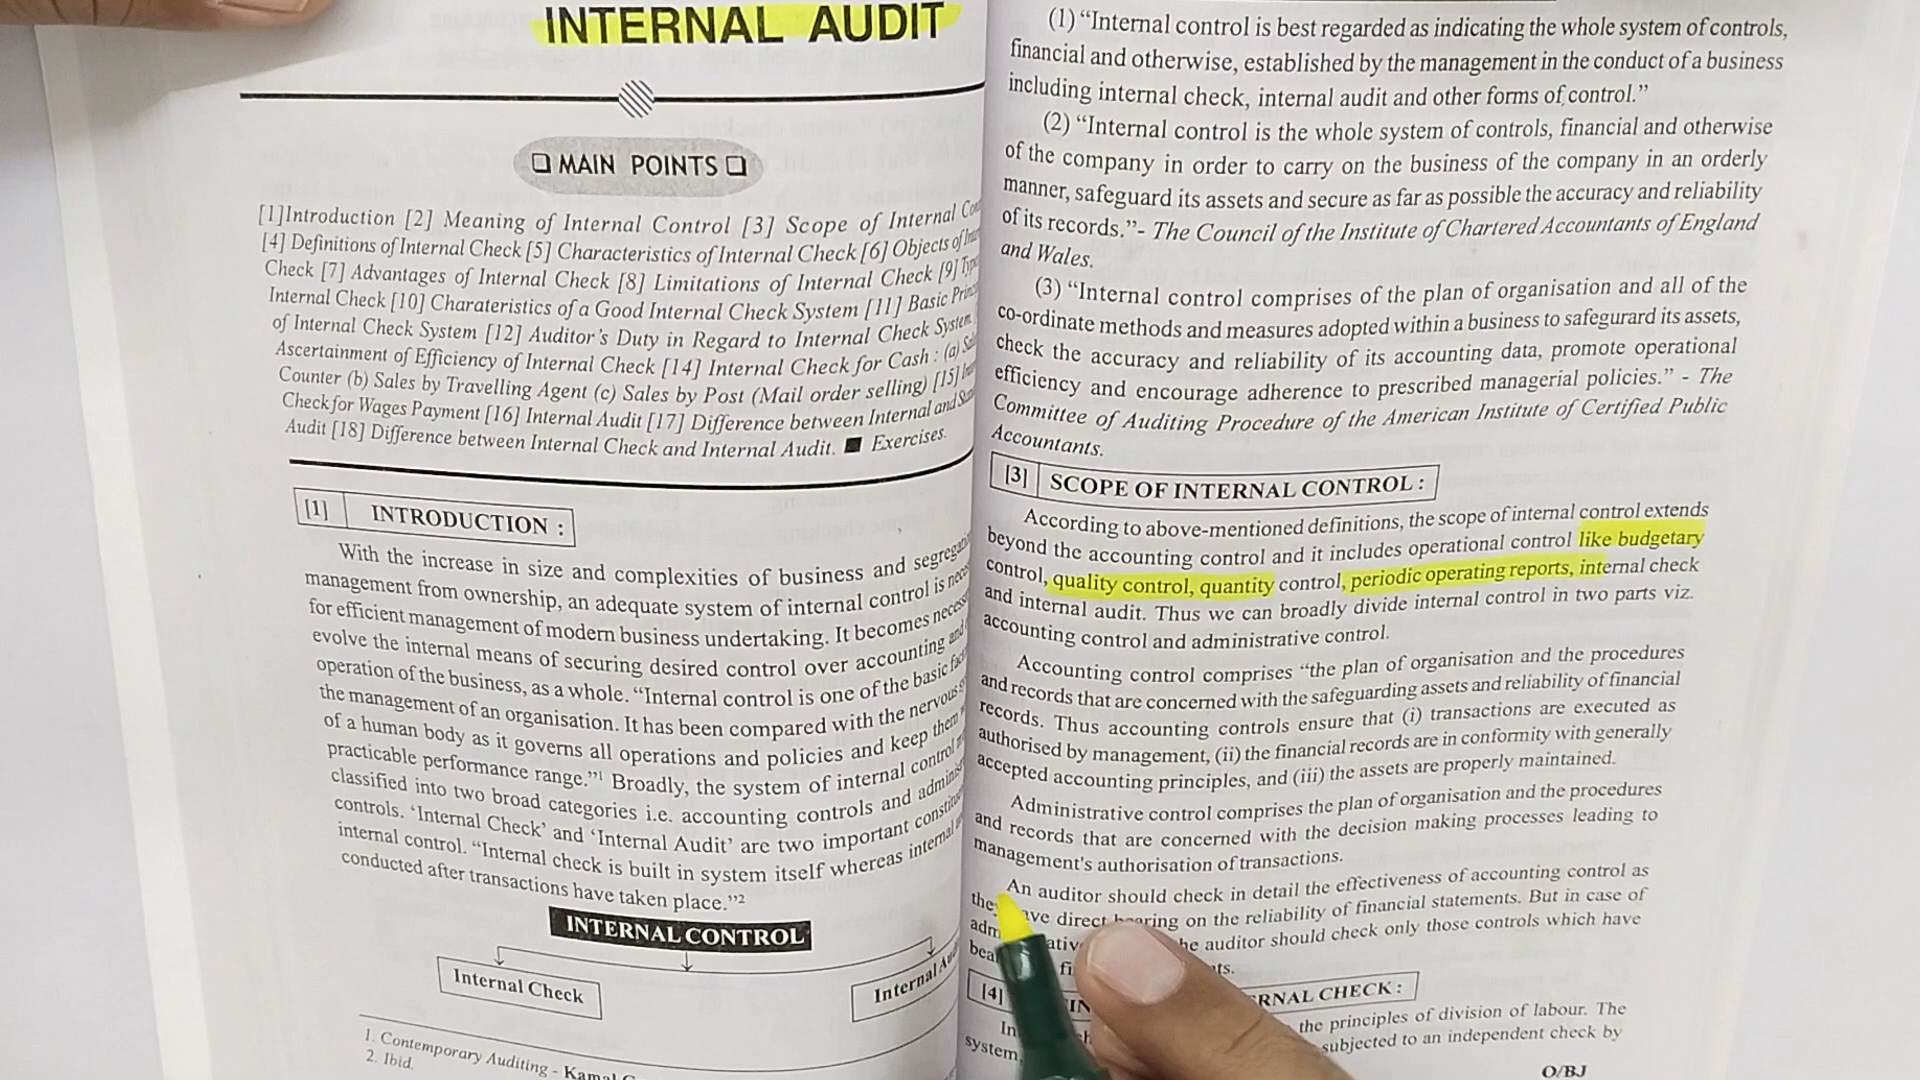 INTERNAL AUDIT
❑ MAIN POINTS ❑
[1]Introduction [2] Meaning of Internal Control [3] Scope of Internal
[4] Definitions of Internal Check [5] Characteristics of Internal Check [6] Objects of
Check [7] Advantages of Internal Check [8] Limitations of Internal Check [9]
Internal Check [10] Charateristics of a Good Internal Check System [11] Basic
of Internal Check System [12] Auditor's Duty in Regard to Internal Check System
Ascertainment of Efficiency of Internal Check [14] Internal Check for Cash : (a)
Counter (b) Sales by Travelling Agent (c) Sales by Post (Mail order selling) [15]
Check for Wages Payment [16] Internal Audit [17] Difference between Internal and
Audit [18] Difference between Internal Check and Internal Audit. ■ Exercises.
[1] INTRODUCTION :
With the increase in size and complexities of business and
management from ownership, an adequate system of internal control is
for efficient management of modern business undertaking. It becomes
evolve the internal means of securing desired control over accounting and
operation of the business, as a whole. "Internal control is one of the basic
the management of an organisation. It has been compared with the nervous
of a human body as it governs all operations and policies and keep them
practicable performance range."1 Broadly, the system of internal control
classified into two broad categories i.e. accounting controls and
controls. 'Internal Check' and 'Internal Audit' are two important
internal control. "Internal check is built in system itself whereas internal
conducted after transactions have taken place."2
INTERNAL CONTROL
Internal Check
Internal
1. Contemporary Auditing - Kamal
2. Ibid.
(1) "Internal control is best regarded as indicating the whole system of controls,
financial and otherwise, established by the management in the conduct of a business
including internal check, internal audit and other forms of control."
(2) "Internal control is the whole system of controls, financial and otherwise
of the company in order to carry on the business of the company in an orderly
manner, safeguard its assets and secure as far as possible the accuracy and reliability
of its records."- The Council of the Institute of Chartered Accountants of England
and Wales.
(3) "Internal control comprises of the plan of organisation and all of the
co-ordinate methods and measures adopted within a business to safegurard its assets,
check the accuracy and reliability of its accounting data, promote operational
efficiency and encourage adherence to prescribed managerial policies." - The
Committee of Auditing Procedure of the American Institute of Certified Public
Accountants.
[3] SCOPE OF INTERNAL CONTROL :
According to above-mentioned definitions, the scope of internal control extends
beyond the accounting control and it includes operational control like budgetary
control, quality control, quantity control, periodic operating reports, internal check
and internal audit. Thus we can broadly divide internal control in two parts viz.
accounting control and administrative control.
Accounting control comprises "the plan of organisation and the procedures
and records that are concerned with the safeguarding assets and reliability of financial
records. Thus accounting controls ensure that (i) transactions are executed as
authorised by management, (ii) the financial records are in conformity with generally
accepted accounting principles, and (iii) the assets are properly maintained.
Administrative control comprises the plan of organisation and the procedures
and records that are concerned with the decision making processes leading to
management's authorisation of transactions.
An auditor should check in detail the effectiveness of accounting control as
direct bearing on the reliability of financial statements. But in case of
auditor should check only those controls which have
[4] CHECK :
the principles of division of labour. The
system subjected to an independent check by
O/BJ